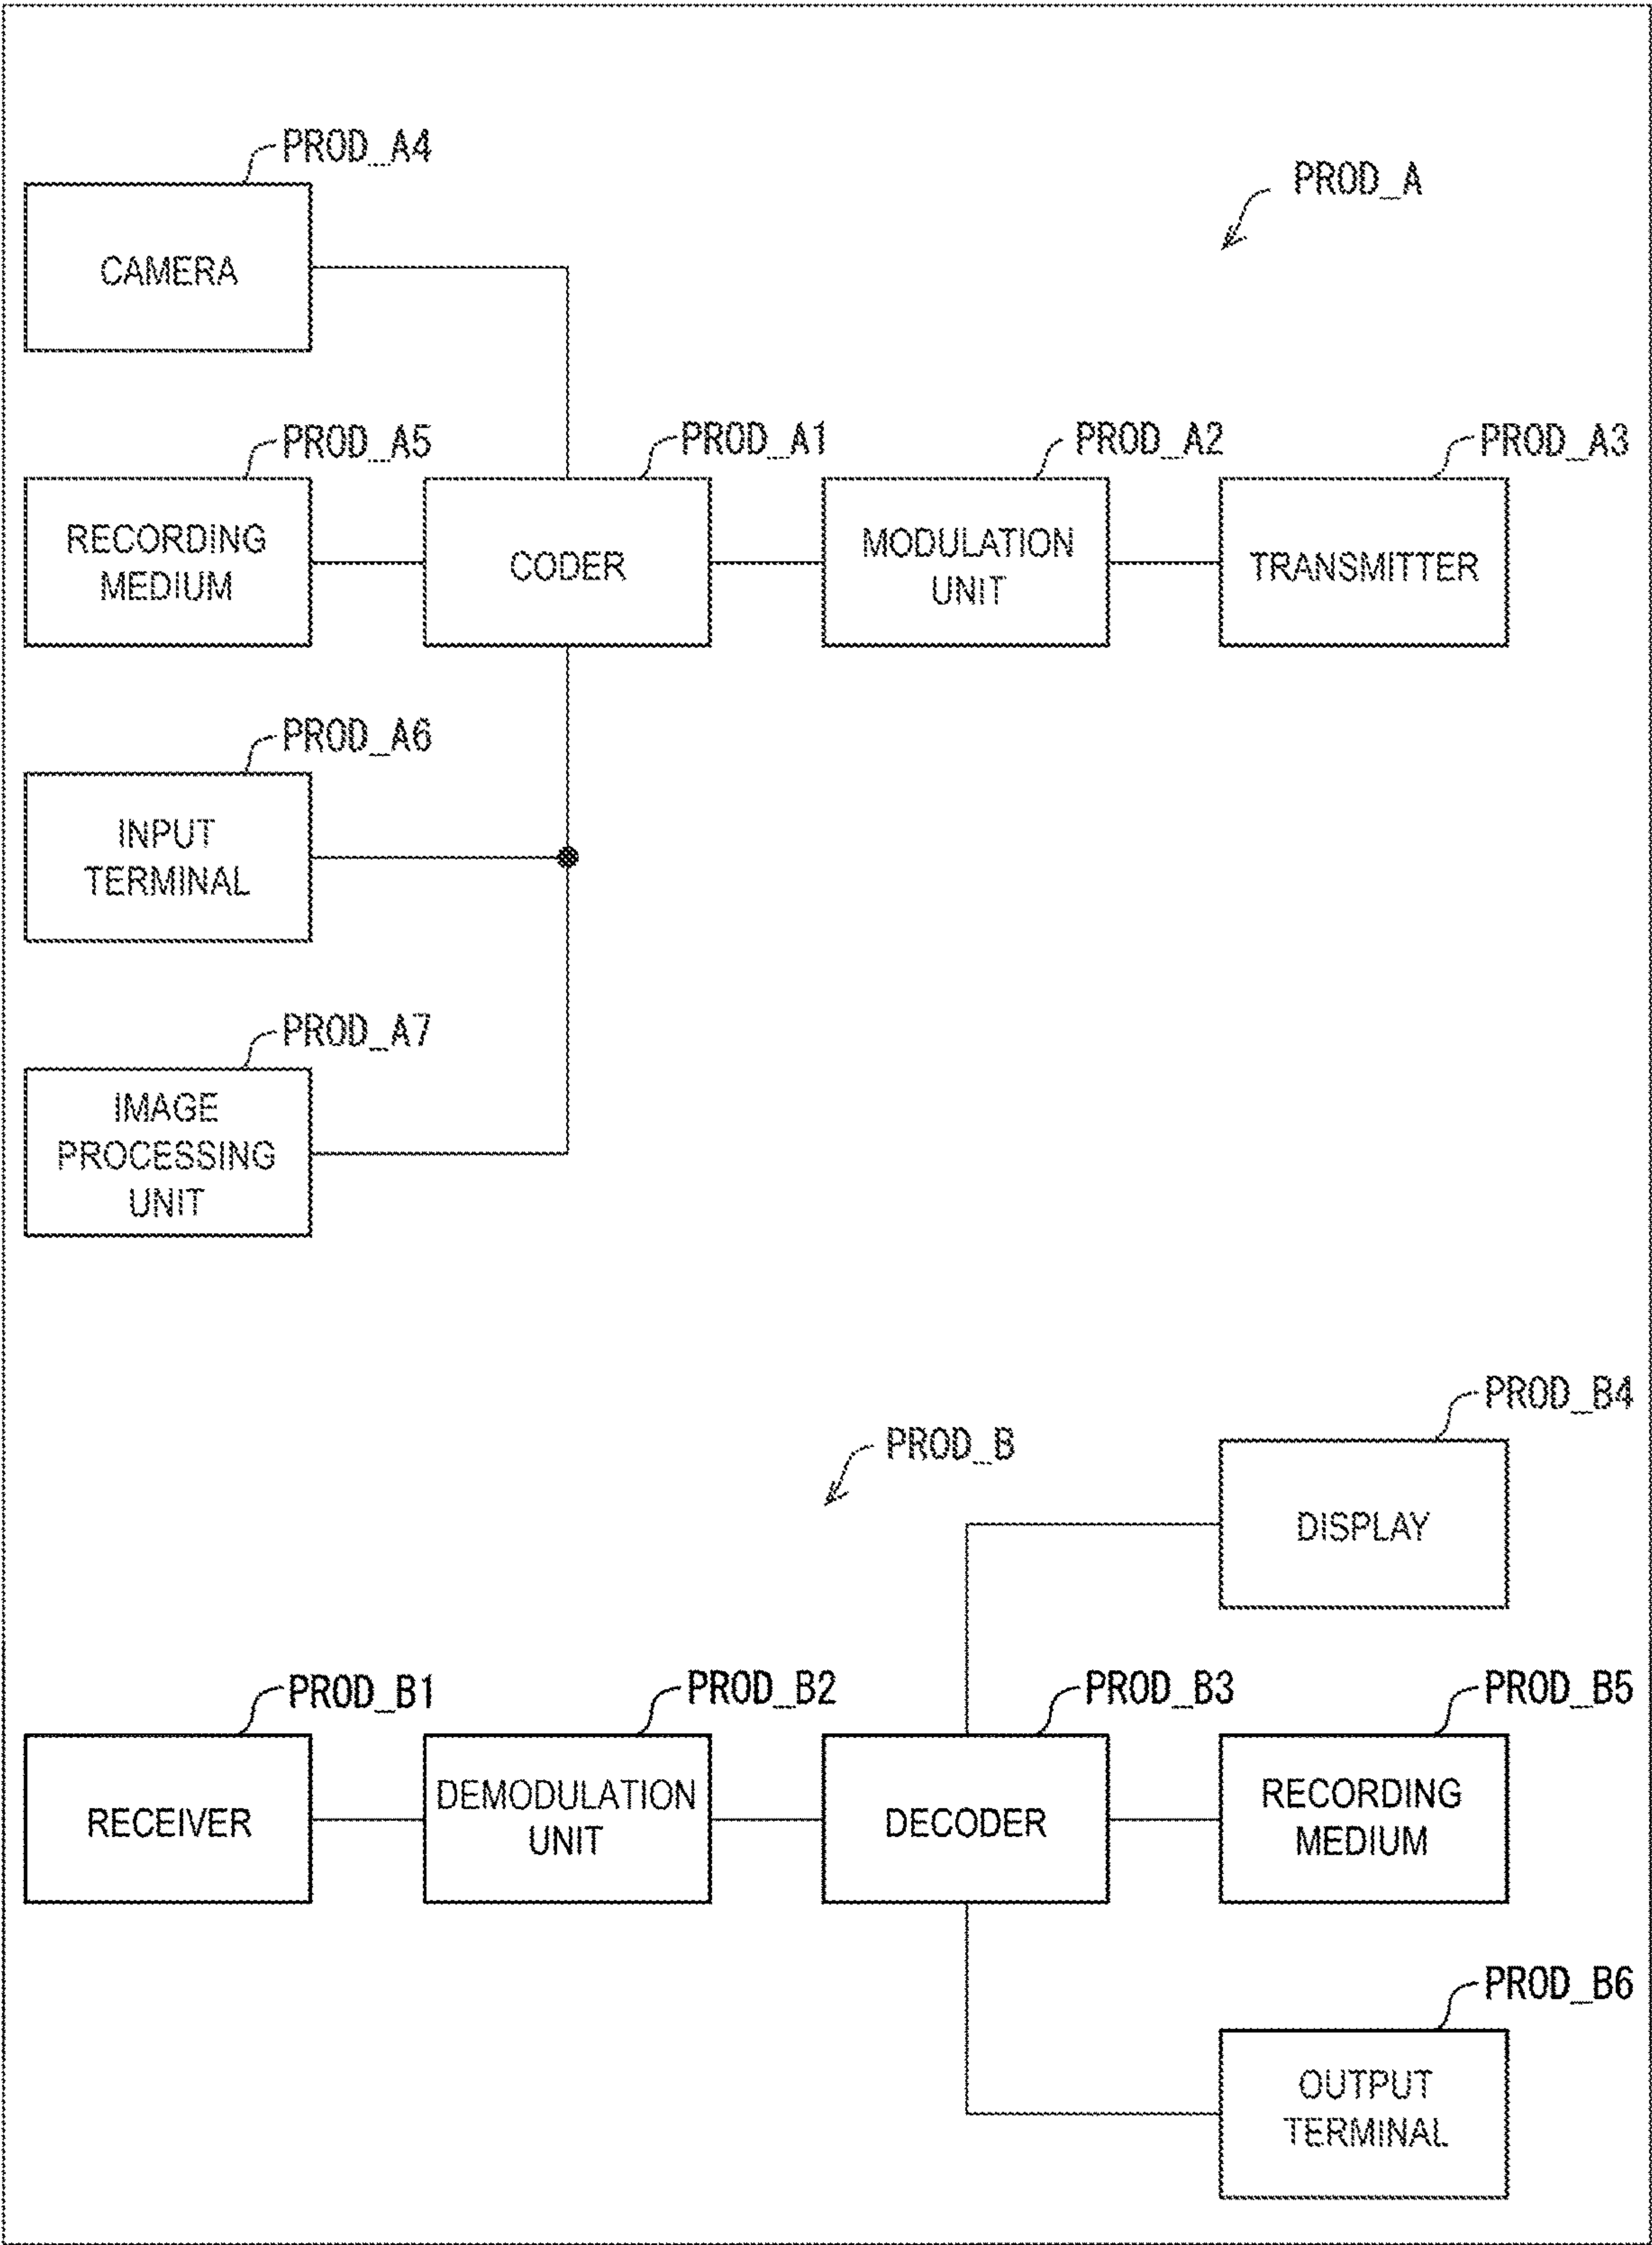 PROD_A4
PROD_A
CAMERA
PROD_A5
PROD_A1
PROD_A2
PROD_A3
RECORDING
MEDIUM
CODER
MODULATION
UNIT
TRANSMITTER
PROD_A6
INPUT
TERMINAL
PROD_A7
IMAGE
PROCESSING
UNIT
PROD_B4
PROD_B
DISPLAY
PROD_B1
PROD_B2
PROD_B3
PROD_B5
RECEIVER
DEMODULATION
UNIT
DECODER
RECORDING
MEDIUM
PROD_B6
OUTPUT
TERMINAL